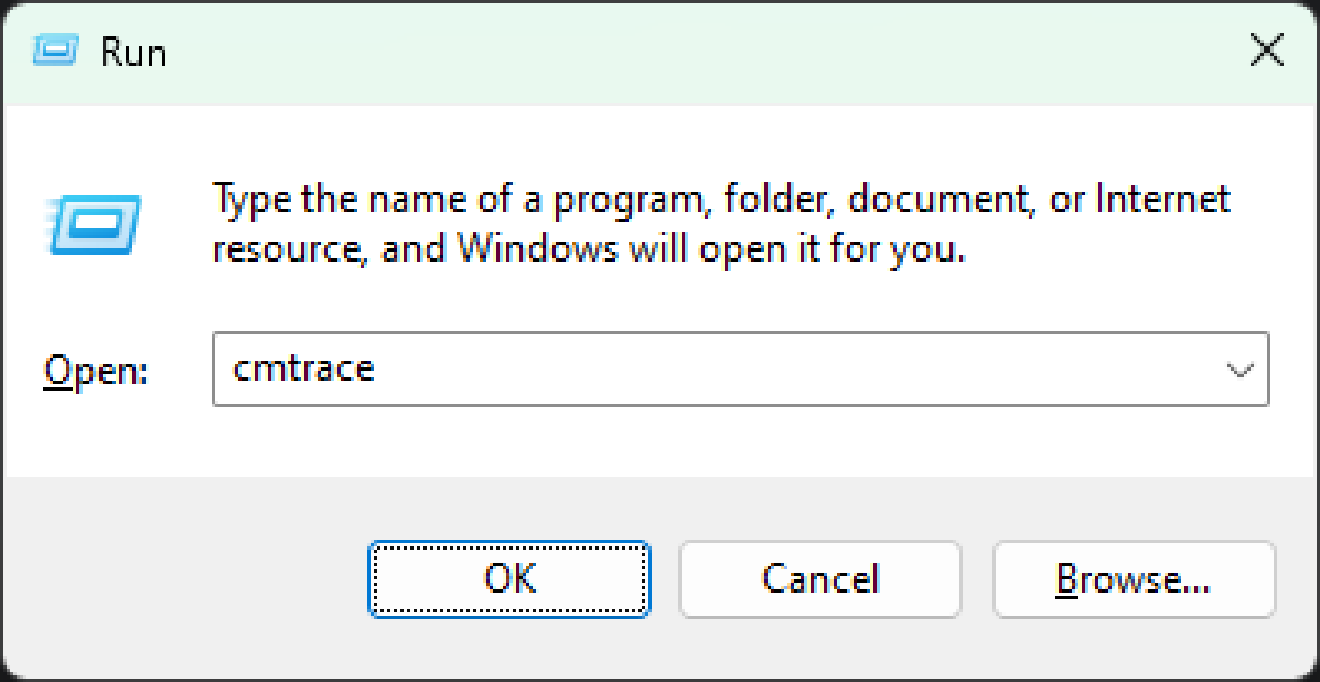 Run
Type the name of a program, folder, document, or Internet
resource, and Windows will open it for you.
Open:
cmtrace
OK
Cancel
Browse...